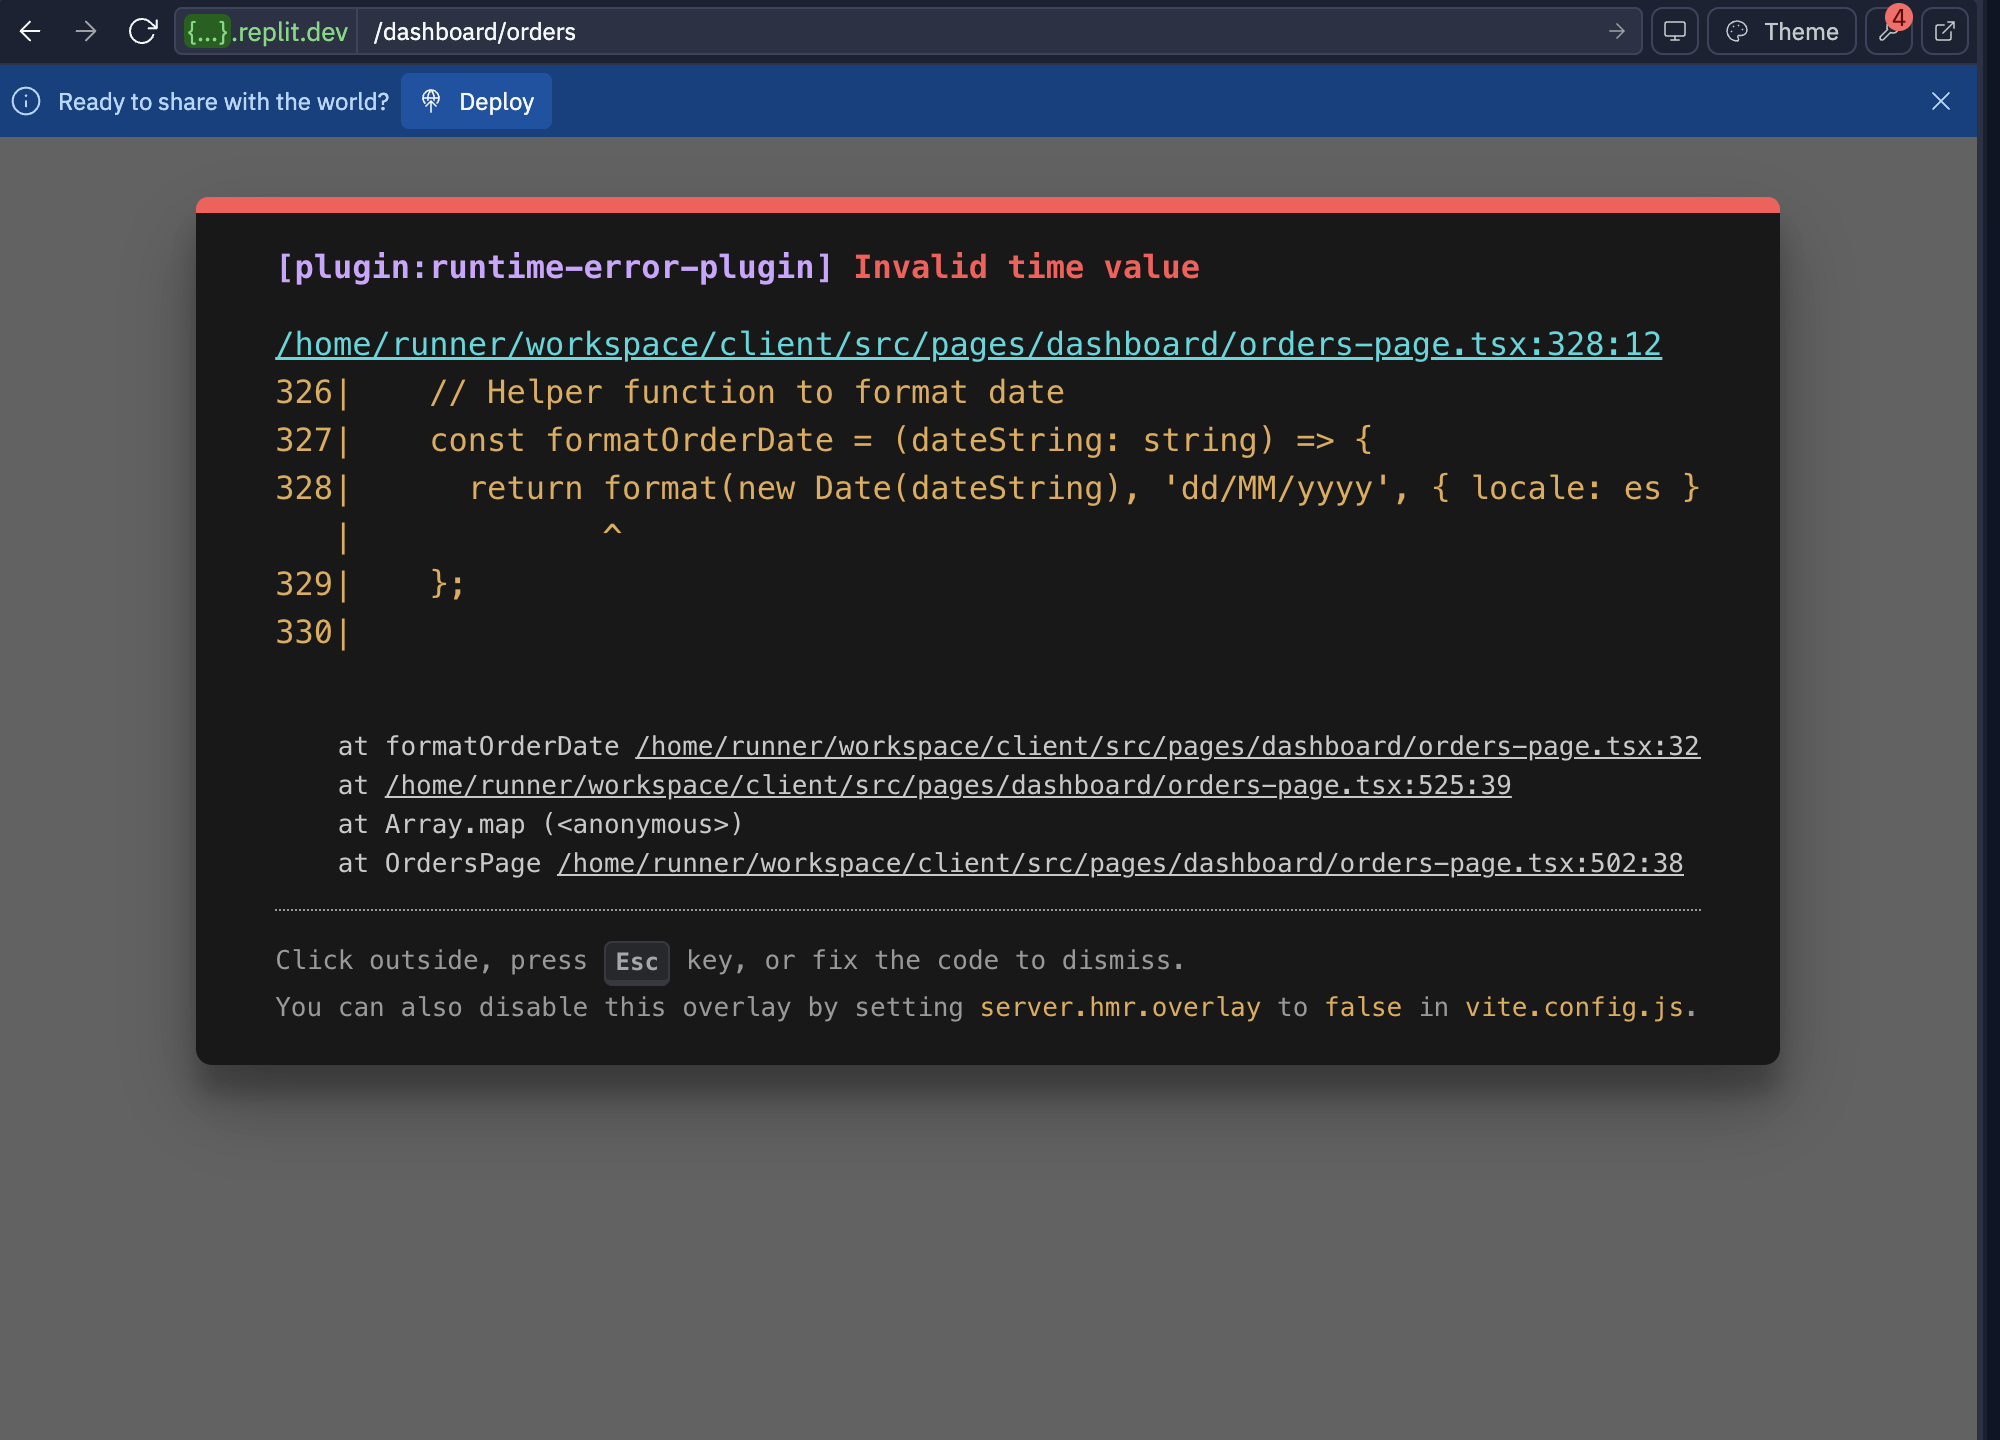 {...}.replit.dev /dashboard/orders Theme 4
Ready to share with the world? Deploy
[plugin:runtime-error-plugin] Invalid time value
/home/runner/workspace/client/src/pages/dashboard/orders-page.tsx:328:12
326|    // Helper function to format date
327|    const formatOrderDate = (dateString: string) => {
328|      return format(new Date(dateString), 'dd/MM/yyyy', { locale: es }
   |             ^
329|    };
330|
at formatOrderDate /home/runner/workspace/client/src/pages/dashboard/orders-page.tsx:32
at /home/runner/workspace/client/src/pages/dashboard/orders-page.tsx:525:39
at Array.map (<anonymous>)
at OrdersPage /home/runner/workspace/client/src/pages/dashboard/orders-page.tsx:502:38
Click outside, press Esc key, or fix the code to dismiss.
You can also disable this overlay by setting server.hmr.overlay to false in vite.config.js.